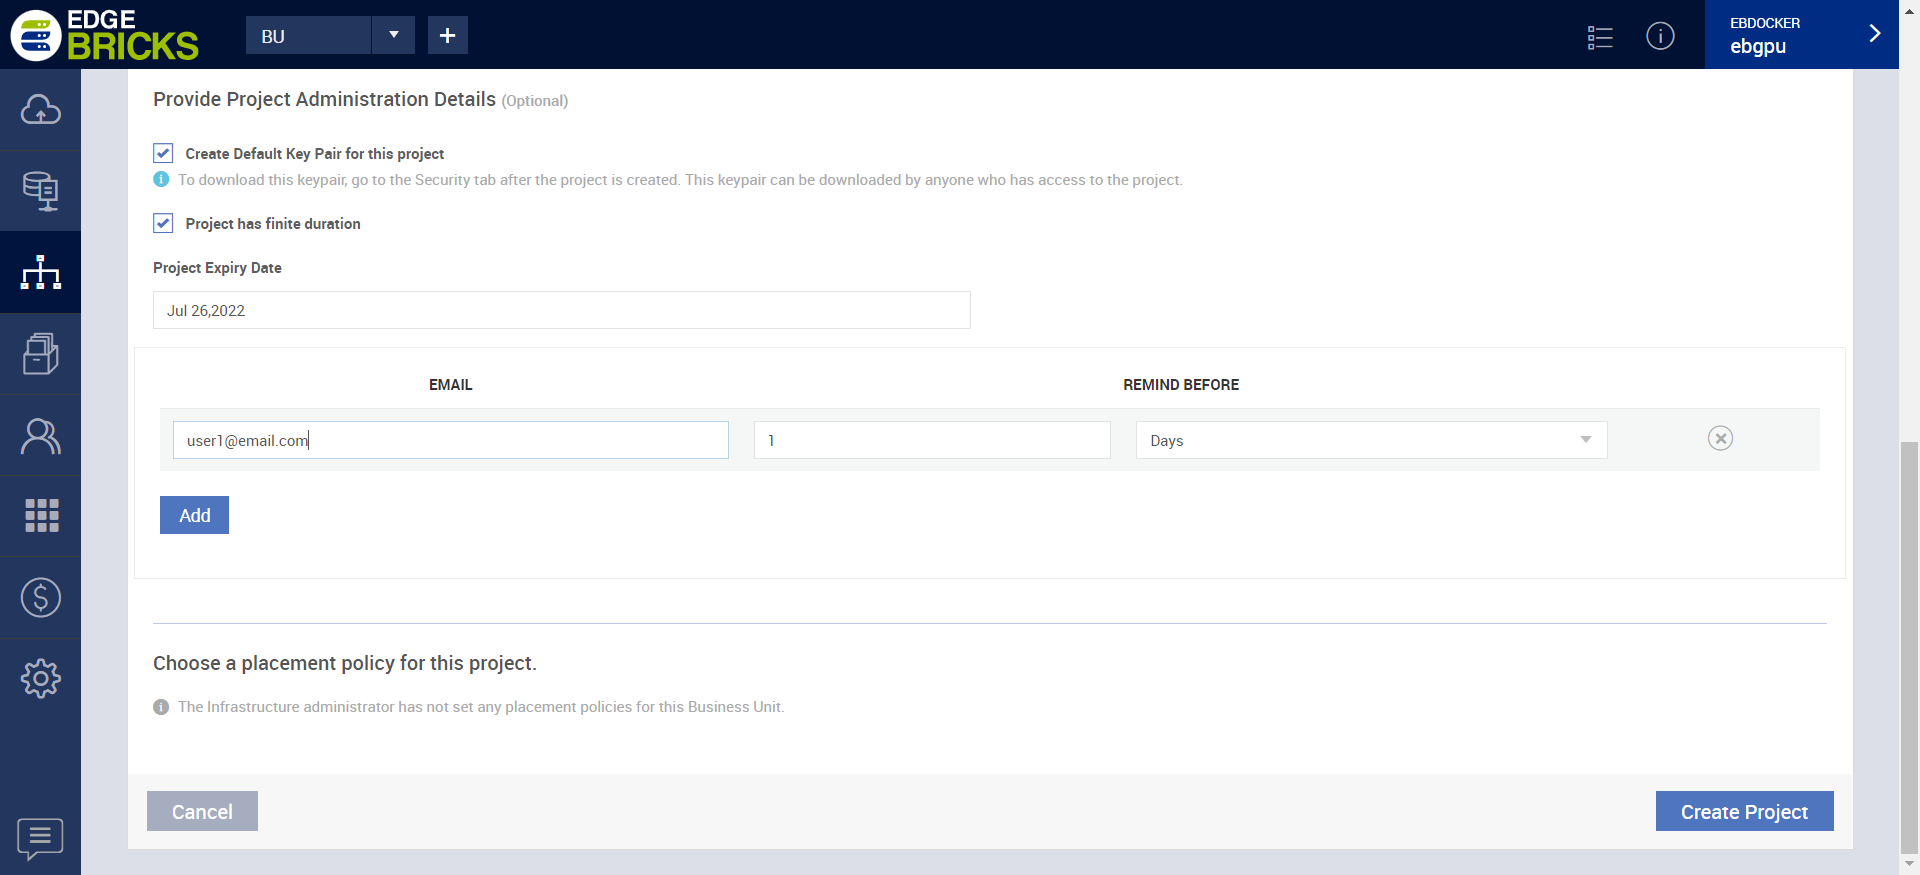 EDGE
BRICKS
BU
EBDOCKER
ebgpu
Provide Project Administration Details (Optional)
Create Default Key Pair for this project
To download this keypair, go to the Security tab after the project is created. This keypair can be downloaded by anyone who has access to the project.
Project has finite duration
Project Expiry Date
Jul 26,2022
EMAIL REMIND BEFORE
user1@email.com 1 Days
Add
Choose a placement policy for this project.
The Infrastructure administrator has not set any placement policies for this Business Unit.
Cancel Create Project